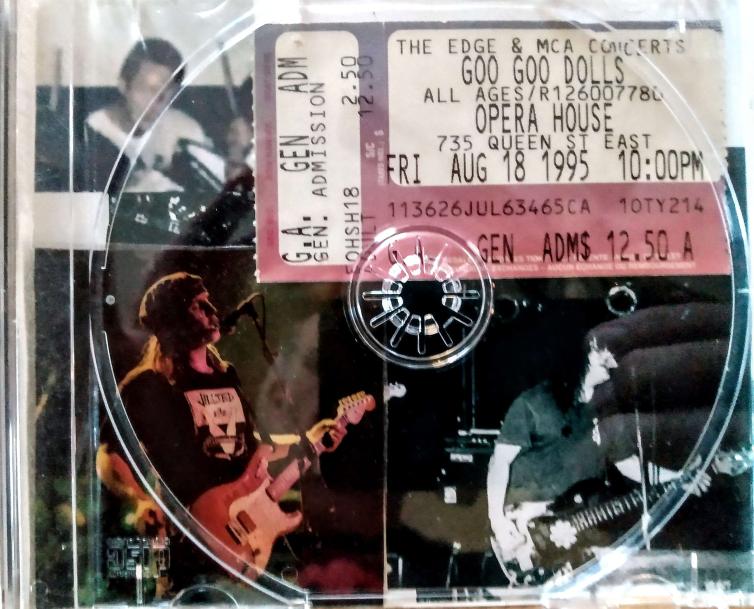 THE EDGE & MCA CONCERTS
GOO GOO DOLLS
ALL AGES/R126007780
OPERA HOUSE
735 QUEEN ST EAST
FRI AUG 18 1995 10:00PM
113626JUL63465CA 10TY214
GEN ADM$ 12.50 A
G.A. GEN ADM
GEN. ADMISSION 2.50
EOHSH18 12.50
S/C